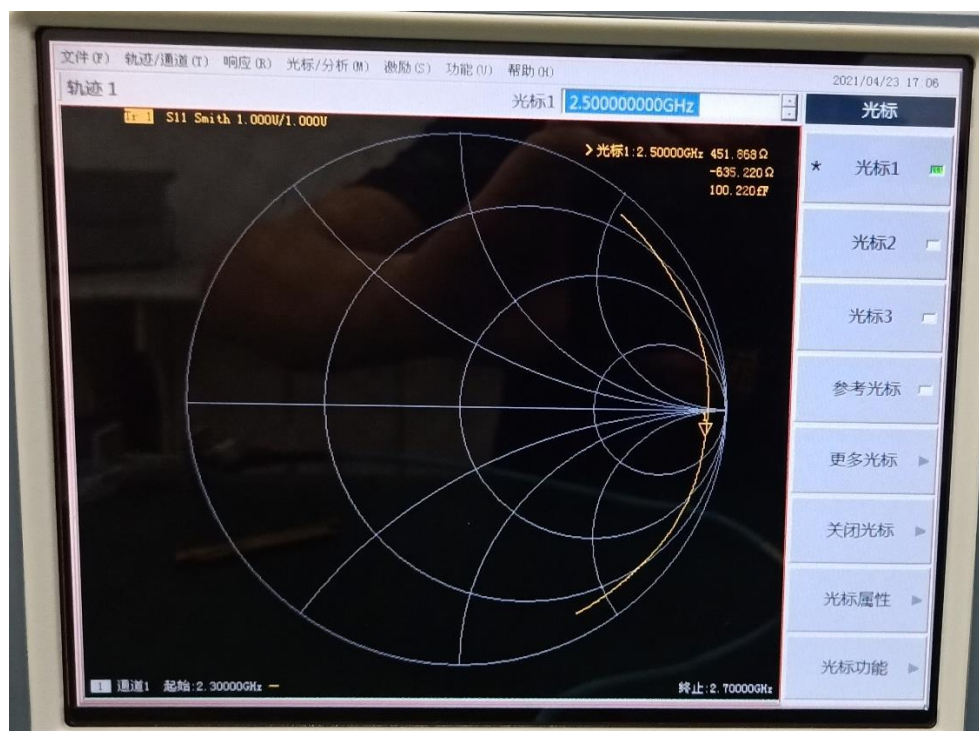 文件(F) 轨迹/通道(T) 响应(R) 光标/分析(M) 激励(S) 功能(U) 帮助(H)
2021/04/23 17:06
轨迹 1
光标1 2.500000000GHz
光标
Tr 1 S11 Smith 1.000U/1.000U
>光标1:2.50000GHz 451.868Ω
-635.220Ω
100.220fF
* 光标1
光标2
光标3
参考光标
更多光标
关闭光标
光标属性
光标功能
1 通道1 起始:2.30000GHz
终止:2.70000GHz